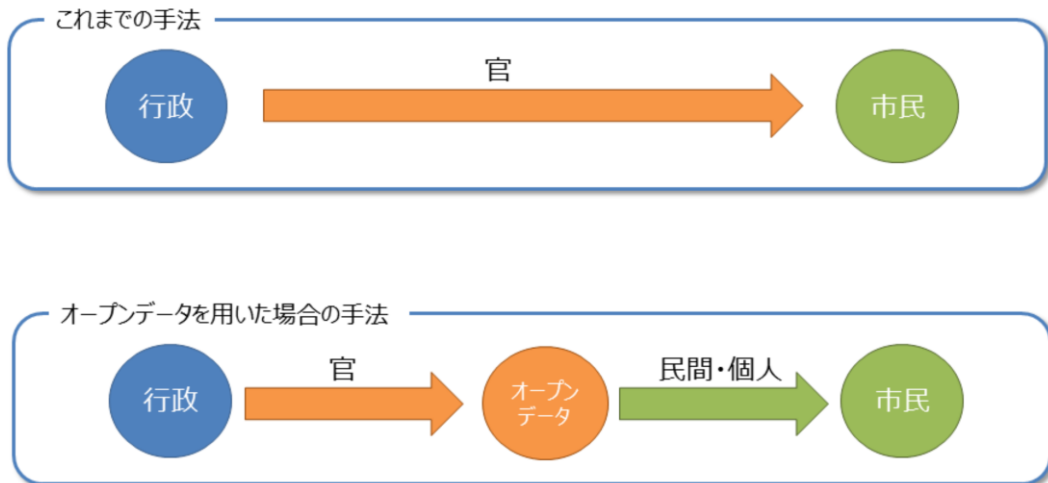 これまでの手法
官
行政
市民
オープンデータを用いた場合の手法
官
民間・個人
行政
オープン
データ
市民